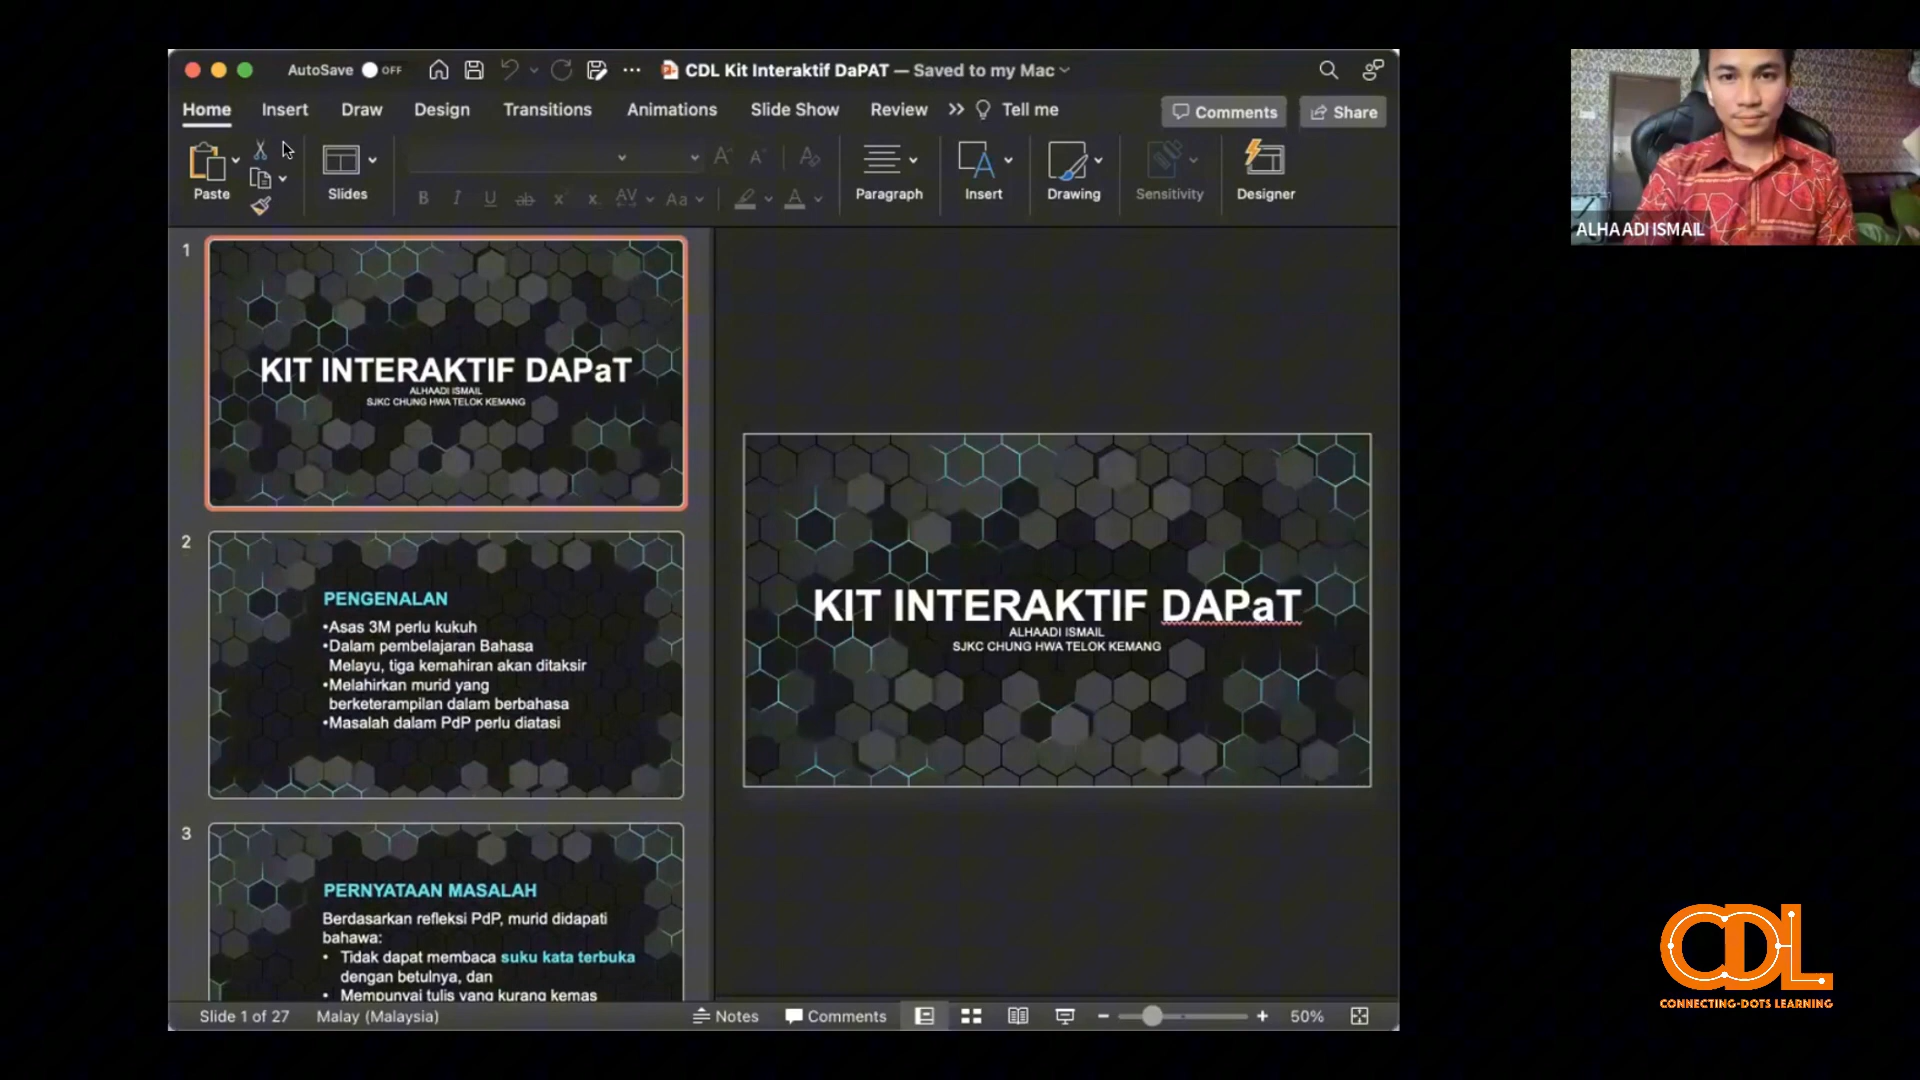 AutoSave OFF
CDL Kit Interaktif DaPAT — Saved to my Mac
Home Insert Draw Design Transitions Animations Slide Show Review Tell me
Comments Share
Paste Slides
B I U ab x x AV Aa A
A A A
Paragraph Insert Drawing Sensitivity Designer
1
KIT INTERAKTIF DAPaT
ALHAADI ISMAIL
SJKC CHUNG HWA TELOK KEMANG
2
PENGENALAN
•Asas 3M perlu kukuh
•Dalam pembelajaran Bahasa
Melayu, tiga kemahiran akan ditaksir
•Melahirkan murid yang
berketerampilan dalam berbahasa
•Masalah dalam PdP perlu diatasi
3
PERNYATAAN MASALAH
Berdasarkan refleksi PdP, murid didapati
bahawa:
• Tidak dapat membaca suku kata terbuka
dengan betulnya, dan
• Mempunyai tulis yang kurang kemas
KIT INTERAKTIF DAPaT
ALHAADI ISMAIL
SJKC CHUNG HWA TELOK KEMANG
Slide 1 of 27 Malay (Malaysia)
Notes Comments 50%
ALHAADI ISMAIL
CDL
CONNECTING-DOTS LEARNING